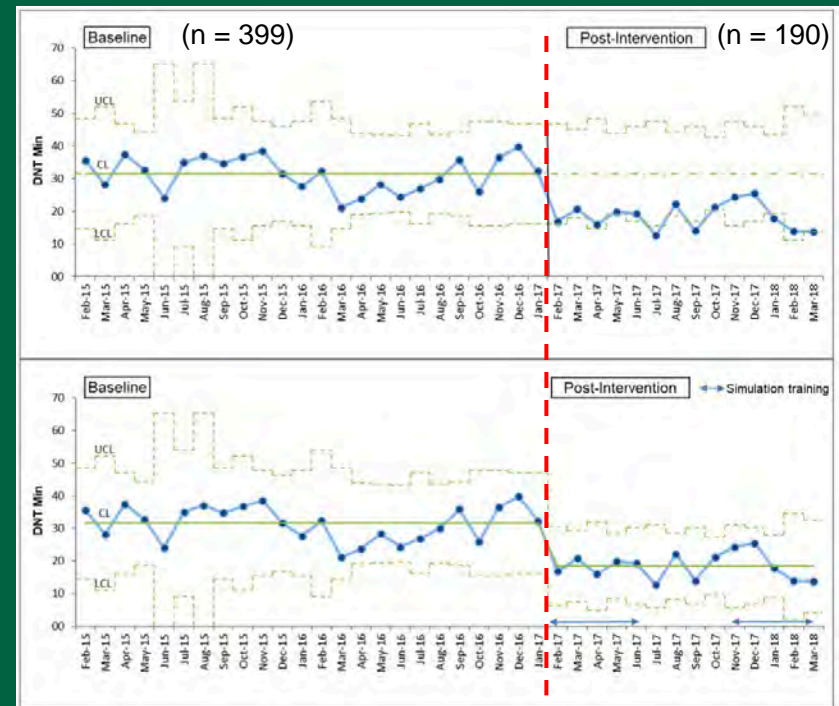 Baseline (n = 399) Post-Intervention (n = 190)
70
60
50
40
30
20
10
00
DNT Min
UCL
CL
LCL
Feb-15 Mar-15 Apr-15 May-15 Jun-15 Jul-15 Aug-15 Sep-15 Oct-15 Nov-15 Dec-15 Jan-16 Feb-16 Mar-16 Apr-16 May-16 Jun-16 Jul-16 Aug-16 Sep-16 Oct-16 Nov-16 Dec-16 Jan-17 Feb-17 Mar-17 Apr-17 May-17 Jun-17 Jul-17 Aug-17 Sep-17 Oct-17 Nov-17 Dec-17 Jan-18 Feb-18 Mar-18
Baseline Post-Intervention Simulation training
70
60
50
40
30
20
10
00
DNT Min
UCL
CL
LCL
Feb-15 Mar-15 Apr-15 May-15 Jun-15 Jul-15 Aug-15 Sep-15 Oct-15 Nov-15 Dec-15 Jan-16 Feb-16 Mar-16 Apr-16 May-16 Jun-16 Jul-16 Aug-16 Sep-16 Oct-16 Nov-16 Dec-16 Jan-17 Feb-17 Mar-17 Apr-17 May-17 Jun-17 Jul-17 Aug-17 Sep-17 Oct-17 Nov-17 Dec-17 Jan-18 Feb-18 Mar-18